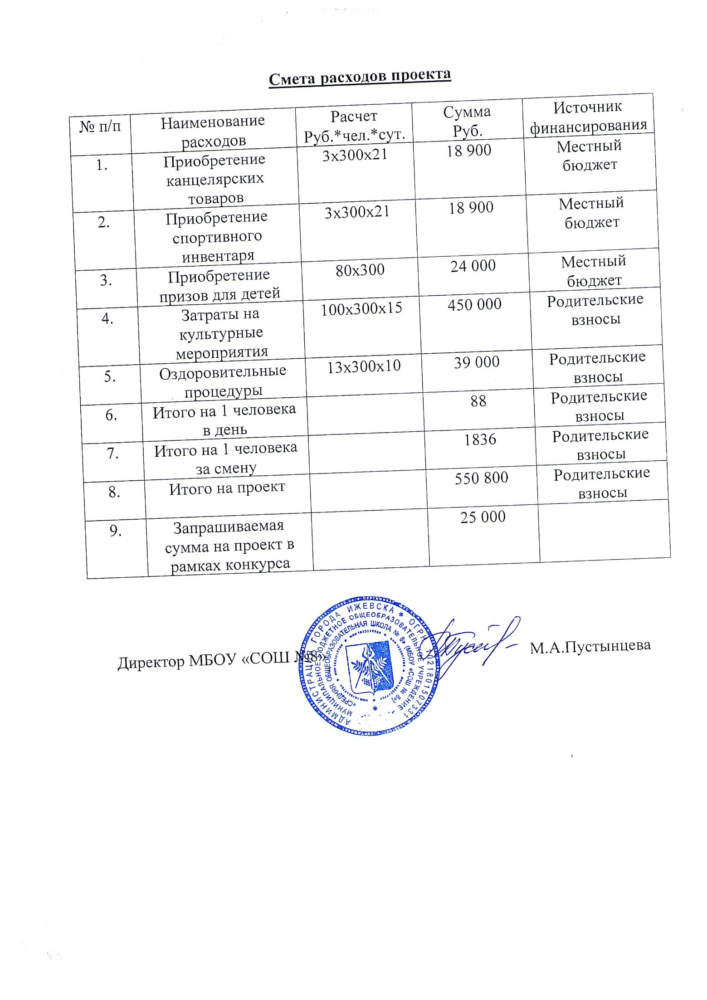 Смета расходов проекта
№ п/п
Наименование
расходов
Расчет
Руб.*чел.*сут.
Сумма
Руб.
Источник
финансирования
1.
Приобретение
канцелярских
товаров
3х300х21
18 900
Местный
бюджет
2.
Приобретение
спортивного
инвентаря
3х300х21
18 900
Местный
бюджет
3.
Приобретение
призов для детей
80х300
24 000
Местный
бюджет
4.
Затраты на
культурные
мероприятия
100х300х15
450 000
Родительские
взносы
5.
Оздоровительные
процедуры
13х300х10
39 000
Родительские
взносы
6.
Итого на 1 человека
в день
88
Родительские
взносы
7.
Итого на 1 человека
за смену
1836
Родительские
взносы
8.
Итого на проект
550 800
Родительские
взносы
9.
Запрашиваемая
сумма на проект в
рамках конкурса
25 000
Директор МБОУ «СОШ №8»
М.А.Пустынцева
АДМИНИСТРАЦИЯ ГОРОДА ИЖЕВСКА * ОГРН 1021801507331
МУНИЦИПАЛЬНОЕ БЮДЖЕТНОЕ ОБЩЕОБРАЗОВАТЕЛЬНОЕ УЧРЕЖДЕНИЕ
«СРЕДНЯЯ ОБЩЕОБРАЗОВАТЕЛЬНАЯ ШКОЛА № 8» (МБОУ «СОШ № 8»)
ИНН 1833017794